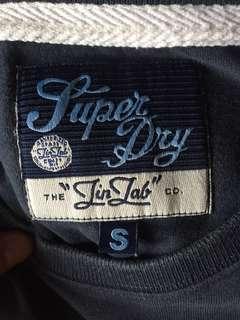 Super
Dry
THE "Tin Tab" CO.
S